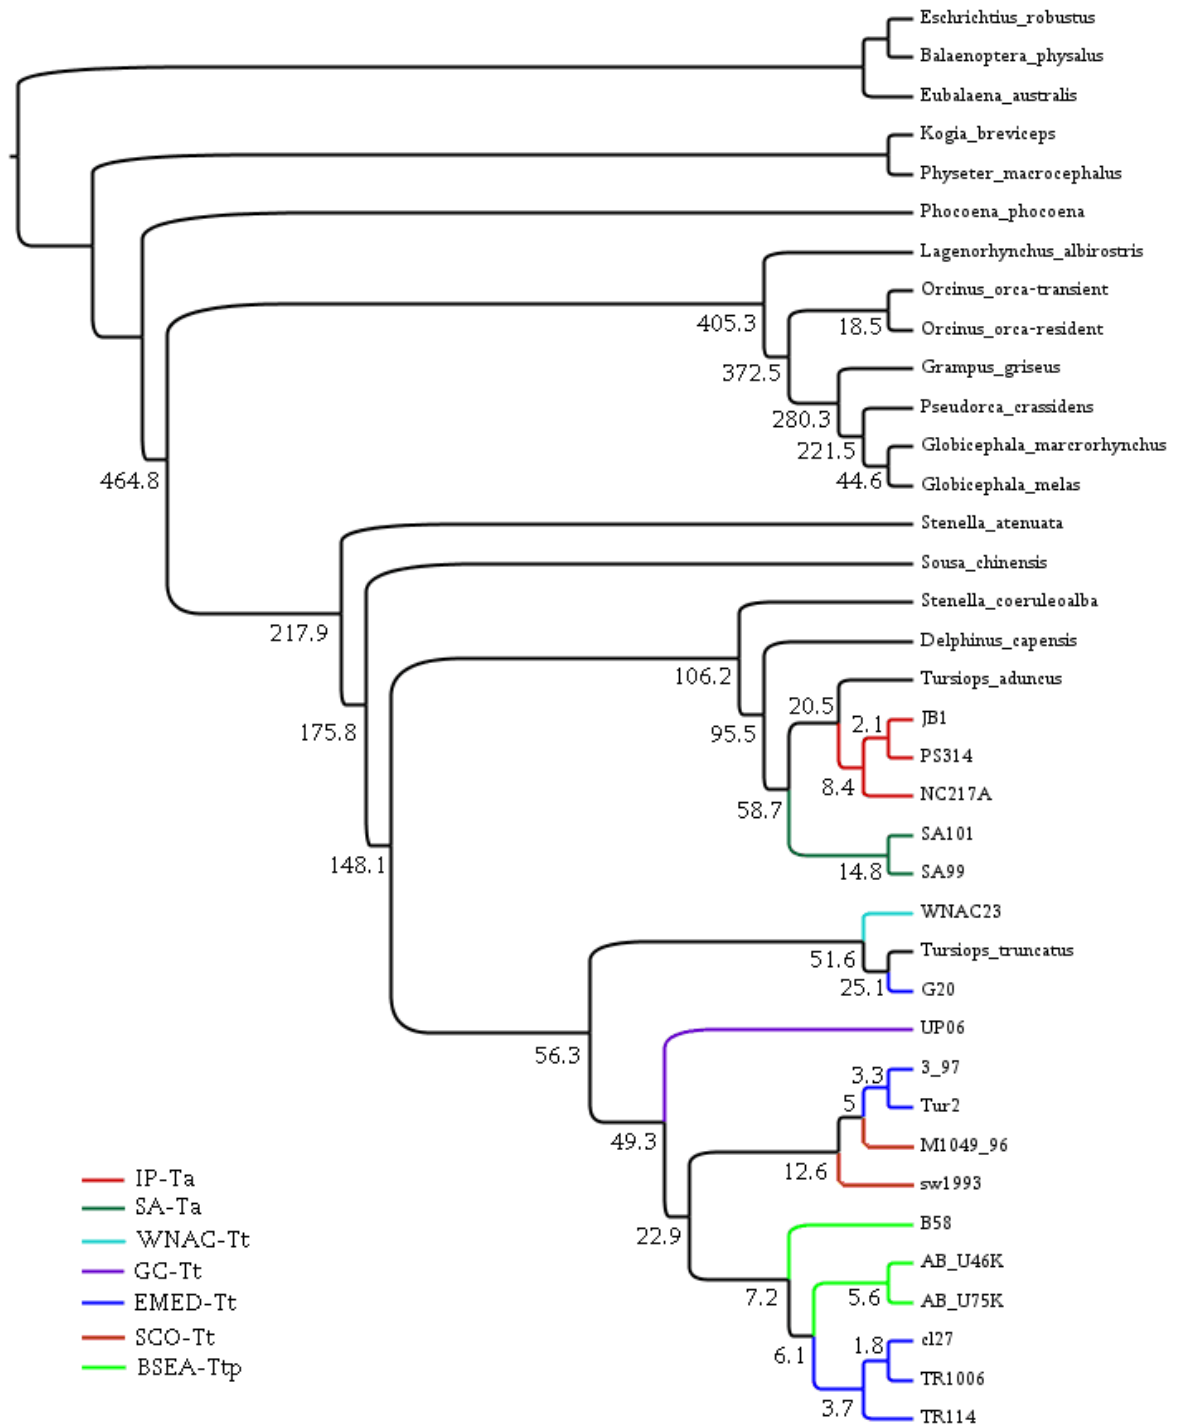 Eschrichtius_robustus
Balaenoptera_physalus
Eubalaena_australis
Kogia_breviceps
Physeter_macrocephalus
Phocoena_phocoena
Lagenorhynchus_albirostris
Orcinus_orca-transient
405.3
18.5
Orcinus_orca-resident
372.5
Grampus_griseus
Pseudorca_crassidens
280.3
Globicephala_marcrorhynchus
221.5
464.8
44.6
Globicephala_melas
Stenella_atenuata
Sousa_chinensis
Stenella_coeruleoalba
217.9
Delphinus_capensis
106.2
Tursiops_aduncus
20.5
JB1
2.1
175.8
95.5
PS314
8.4
NC217A
58.7
SA101
148.1
14.8
SA99
WNAC23
Tursiops_truncatus
51.6
25.1
G20
UP06
56.3
3_97
3.3
5
Tur2
49.3
M1049_96
12.6
IP-Ta
sw1993
SA-Ta
B58
22.9
WNAC-Tt
AB_U46K
GC-Tt
7.2
5.6
AB_U75K
EMED-Tt
SCO-Tt
cl27
1.8
6.1
BSEA-Ttp
TR1006
3.7
TR114